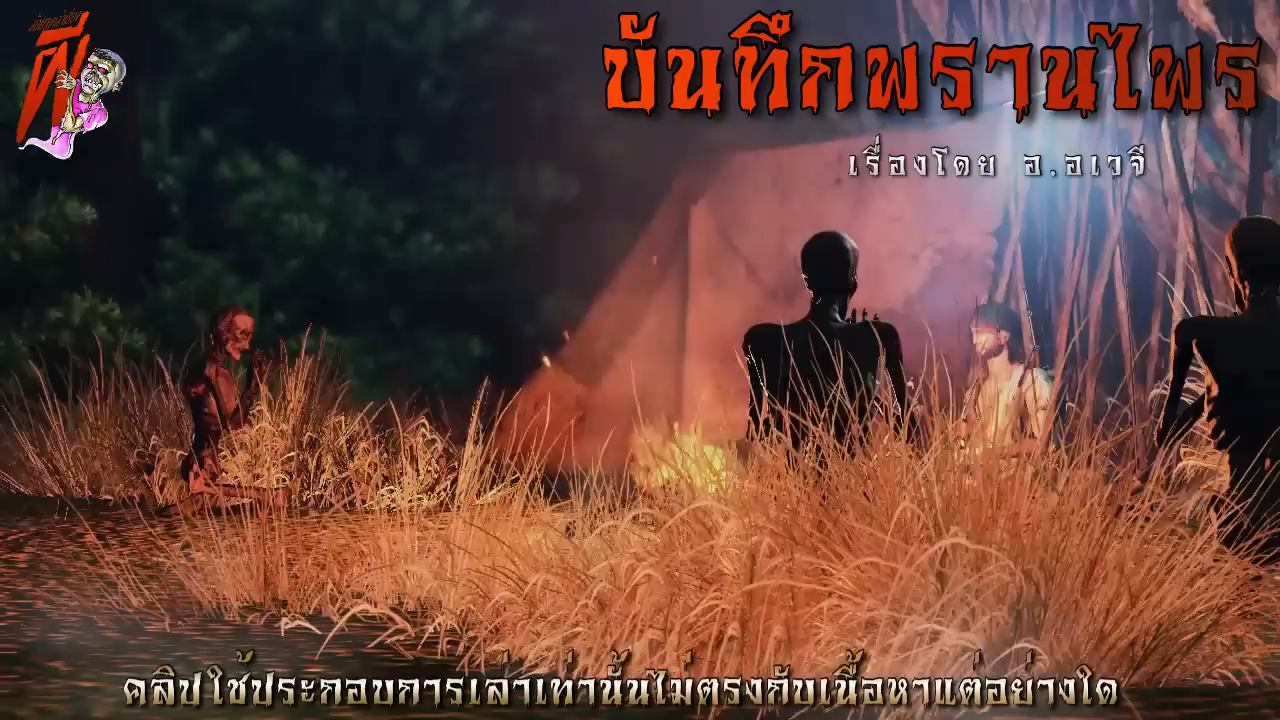 ผี
บันทึกพรานไพร
เรื่องโดย อ.อเวจี
คลิปใช้ประกอบการเล่าเท่านั้นไม่ตรงกับเนื้อหาแต่อย่างใด